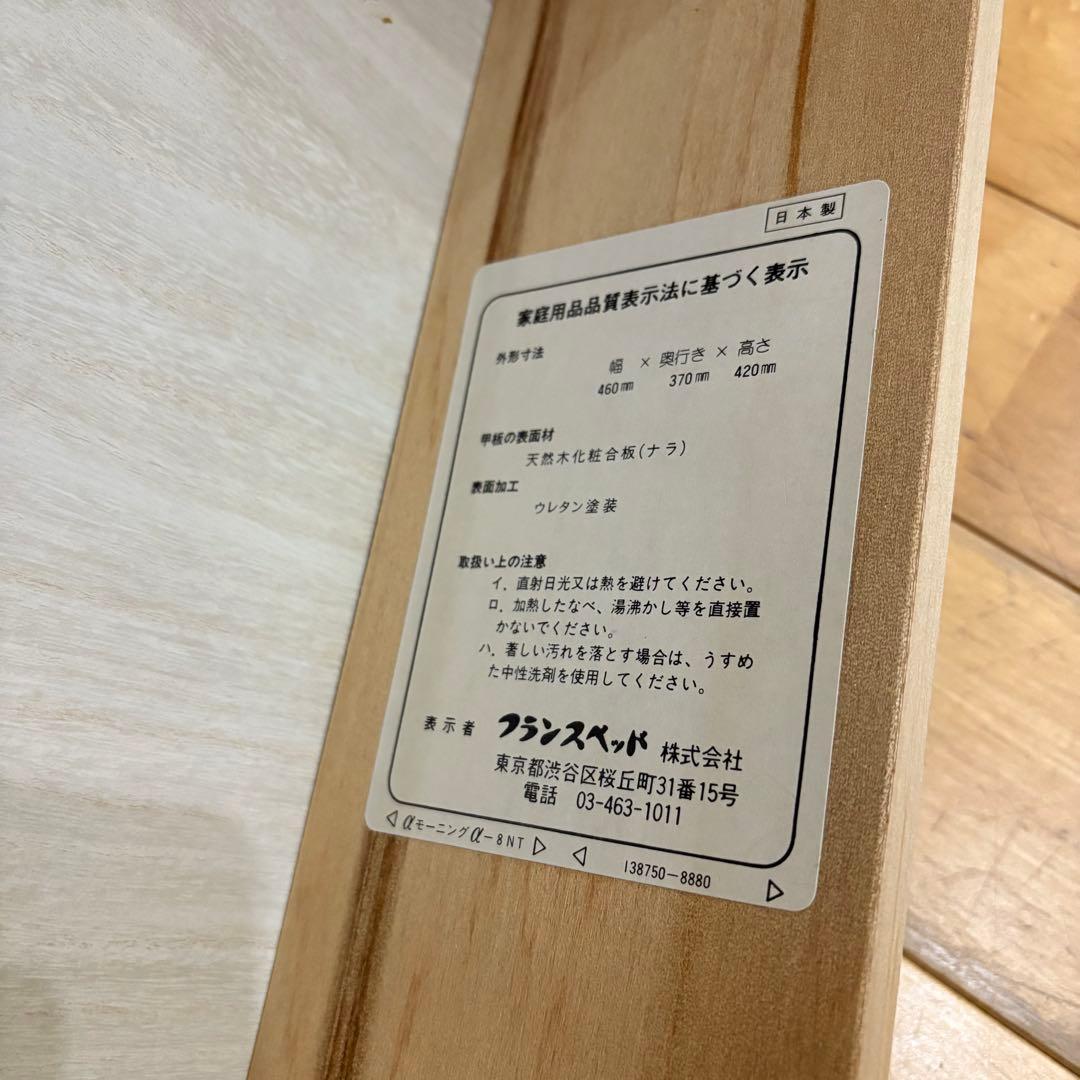 日本製
家庭用品品質表示法に基づく表示
外形寸法
幅 × 奥行き × 高さ
460㎜ 370㎜ 420㎜
甲板の表面材
天然木化粧合板(ナラ)
表面加工
ウレタン塗装
取扱い上の注意
イ. 直射日光又は熱を避けてください。
ロ. 加熱したなべ、湯沸かし等を直接置
かないでください。
ハ. 著しい汚れを落とす場合は、うすめ
た中性洗剤を使用してください。
表示者 フランスベッド 株式会社
東京都渋谷区桜丘町31番15号
電話 03-463-1011
◁ αモーニングα-8NT ▷ ◁ 138750-8880 ▷